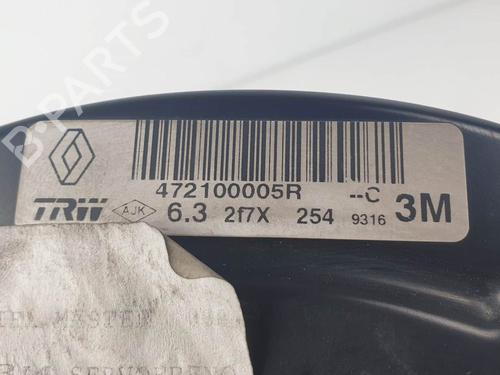 472100005R --C
TRW AJK 6.3 2f7X 254 9316 3M
B-PARTS